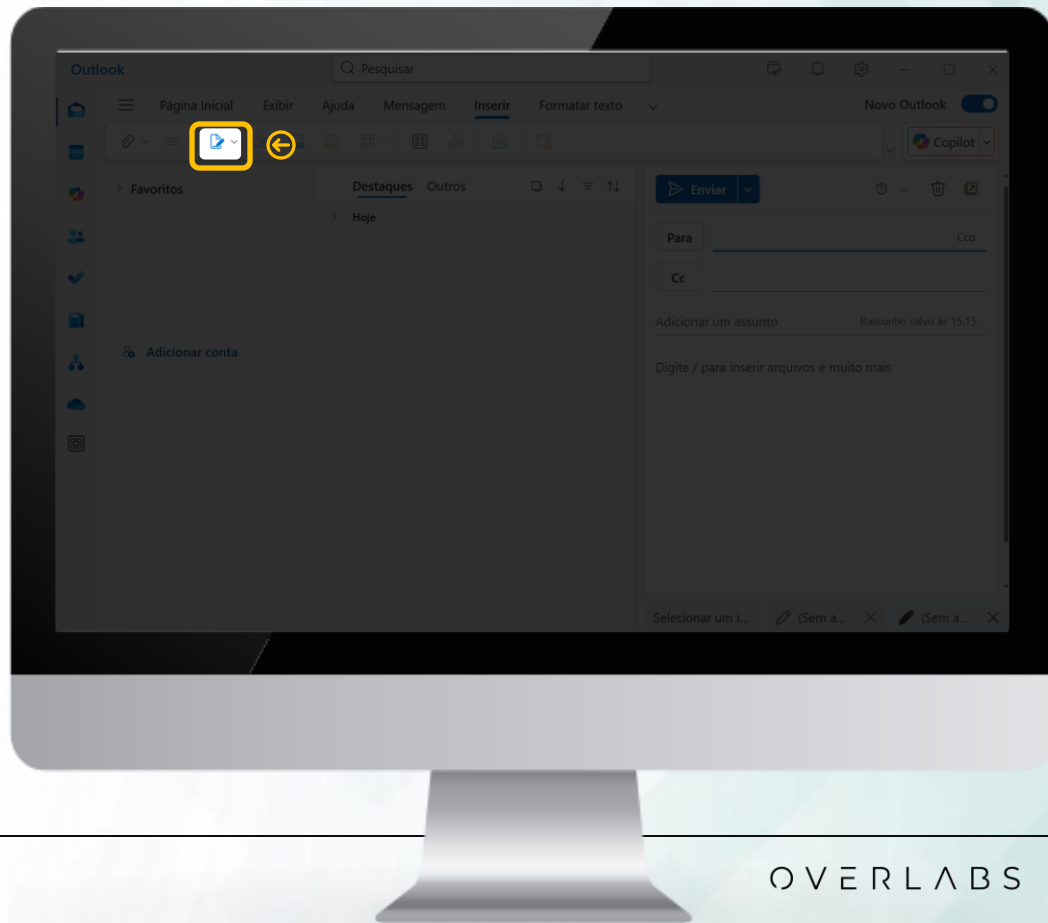 Outlook
Pesquisar
Página Inicial Exibir Ajuda Mensagem Inserir Formatar texto
Novo Outlook
Copilot
Favoritos
Destaques Outros
Hoje
Adicionar conta
Enviar
Para
Cco
Cc
Adicionar um assunto Rascunho salvo às 15:15
Digite / para inserir arquivos e muito mais
Selecionar um i... (Sem a... (Sem a...
OVERLABS